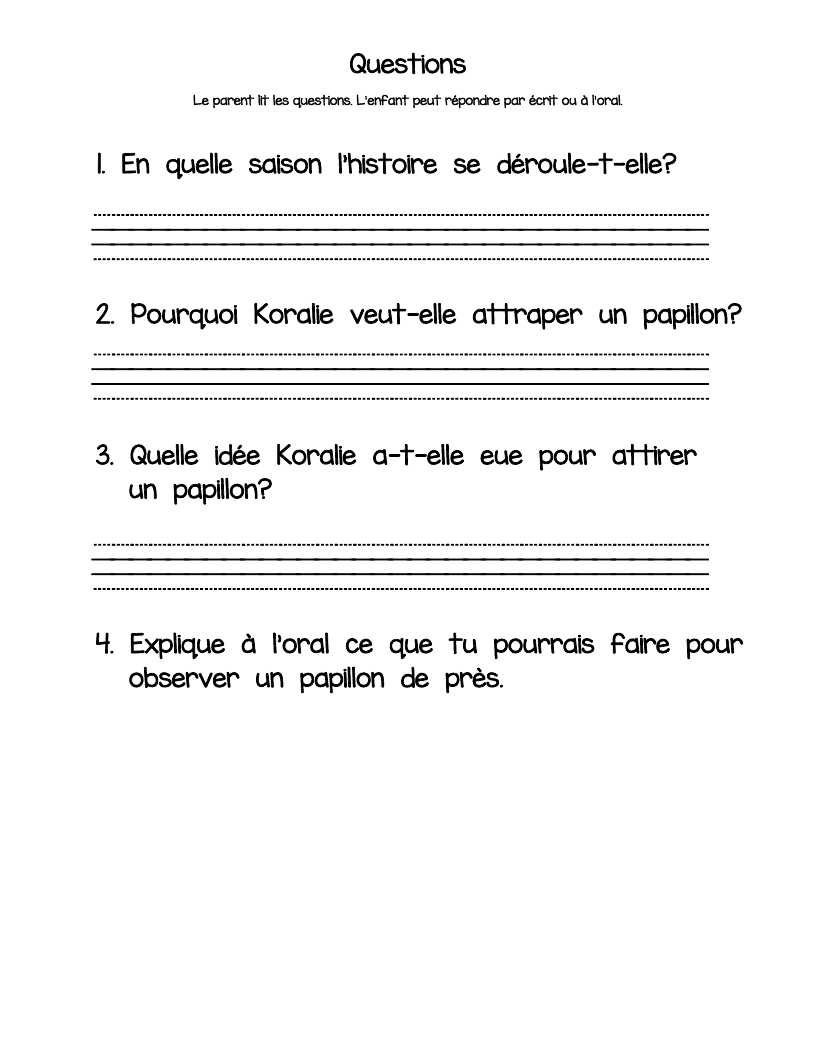 Questions
Le parent lit les questions. L'enfant peut répondre par écrit ou à l'oral.
1. En quelle saison l'histoire se déroule-t-elle?
2. Pourquoi Koralie veut-elle attraper un papillon?
3. Quelle idée Koralie a-t-elle eue pour attirer
un papillon?
4. Explique à l'oral ce que tu pourrais faire pour
observer un papillon de près.